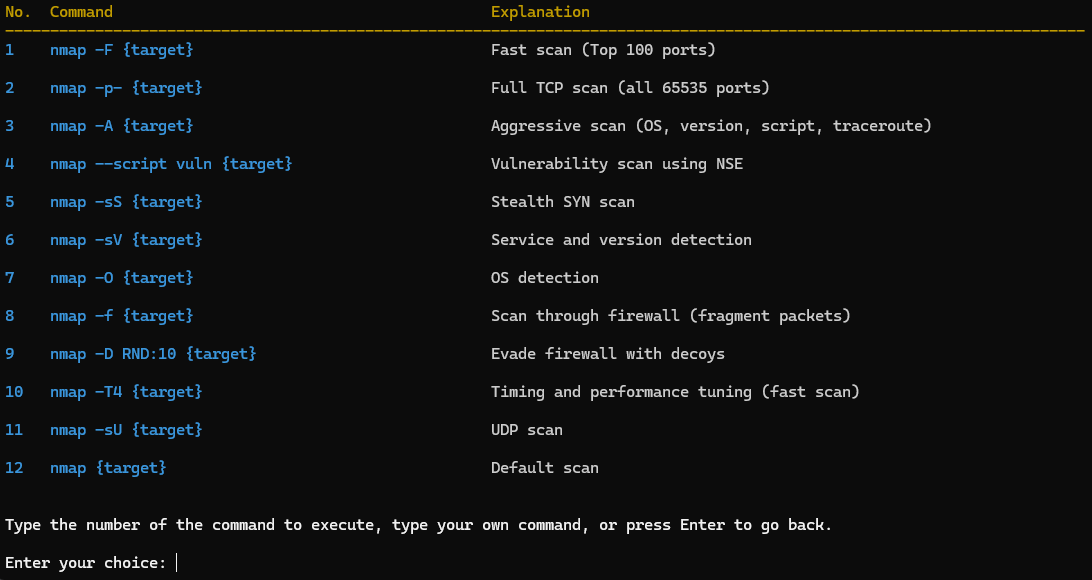 No. Command Explanation
------------------------------------------------------------------------------------------------------------------------
1 nmap -F {target} Fast scan (Top 100 ports)
2 nmap -p- {target} Full TCP scan (all 65535 ports)
3 nmap -A {target} Aggressive scan (OS, version, script, traceroute)
4 nmap --script vuln {target} Vulnerability scan using NSE
5 nmap -sS {target} Stealth SYN scan
6 nmap -sV {target} Service and version detection
7 nmap -O {target} OS detection
8 nmap -f {target} Scan through firewall (fragment packets)
9 nmap -D RND:10 {target} Evade firewall with decoys
10 nmap -T4 {target} Timing and performance tuning (fast scan)
11 nmap -sU {target} UDP scan
12 nmap {target} Default scan
Type the number of the command to execute, type your own command, or press Enter to go back.
Enter your choice: